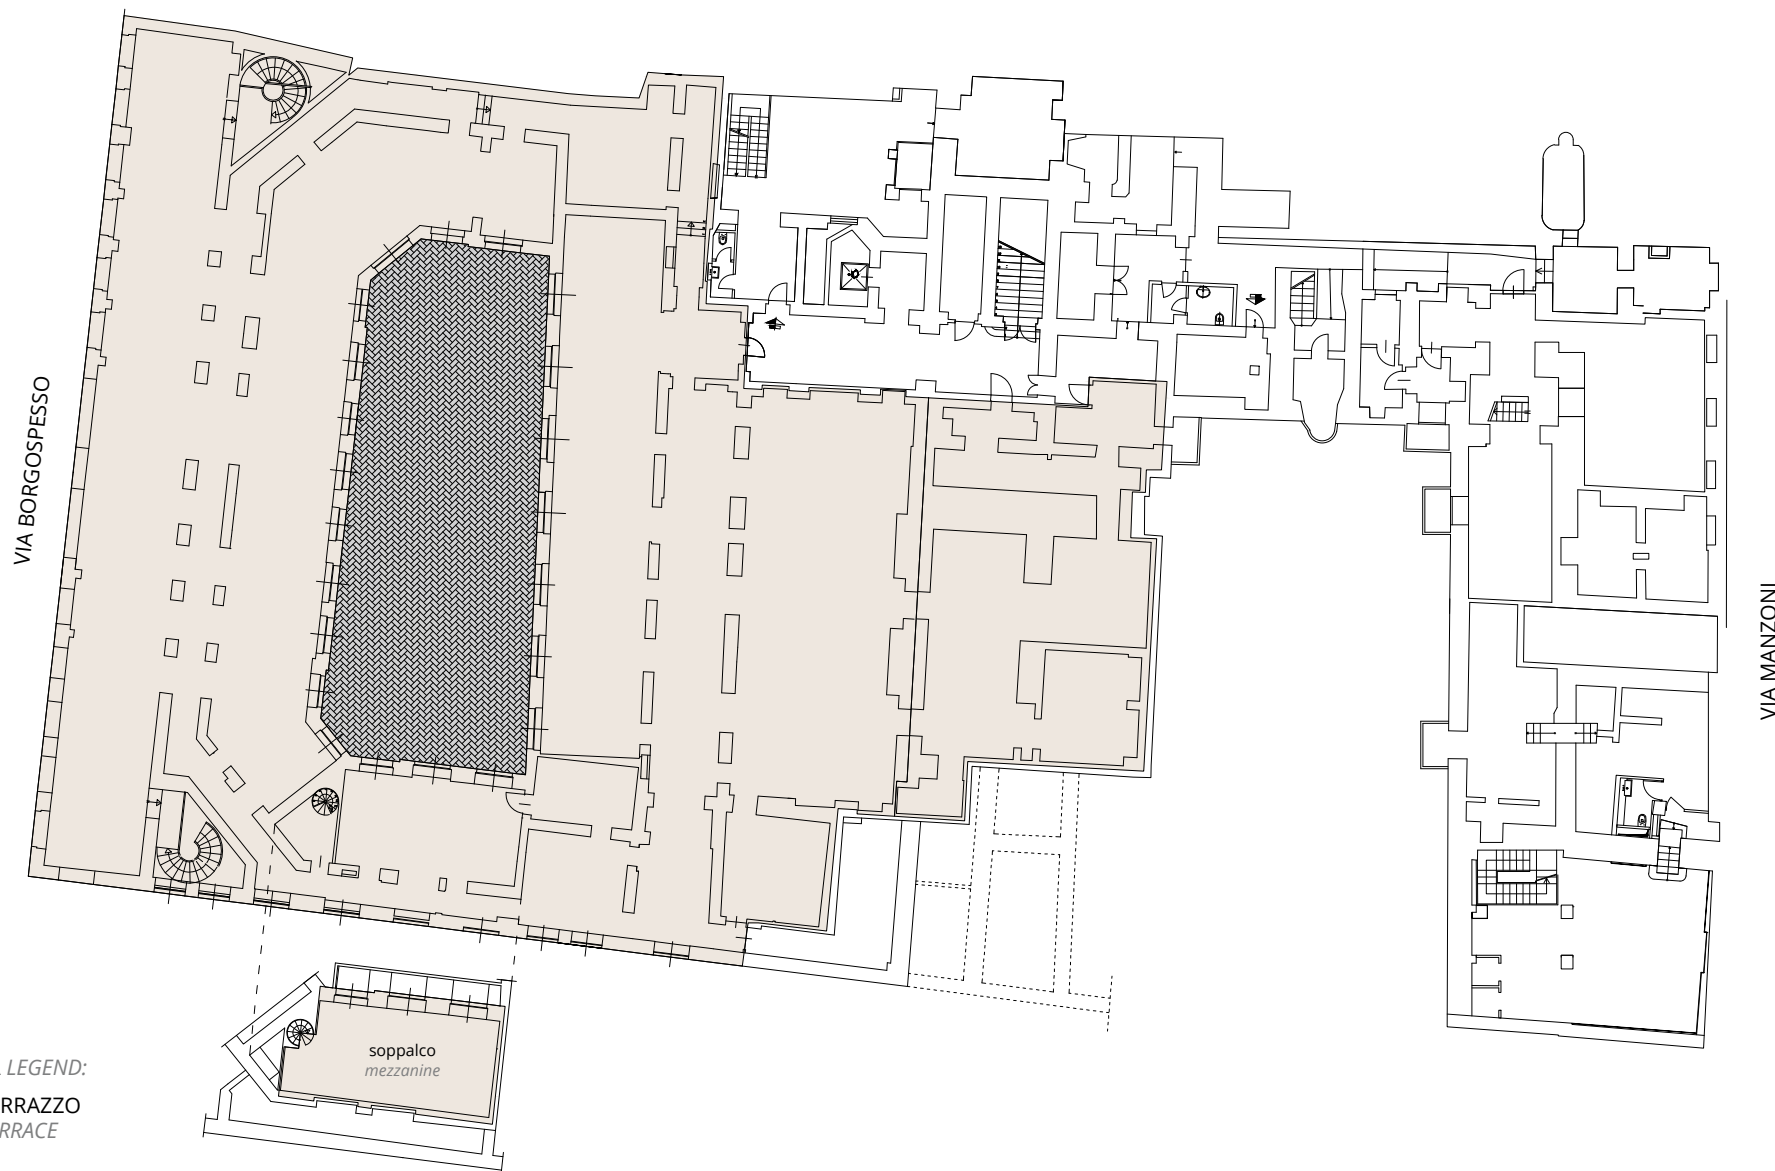 VIA BORGOSPESSO
VIA MANZONI
soppalco
mezzanine
LEGEND:
RRAZZO
RRACE